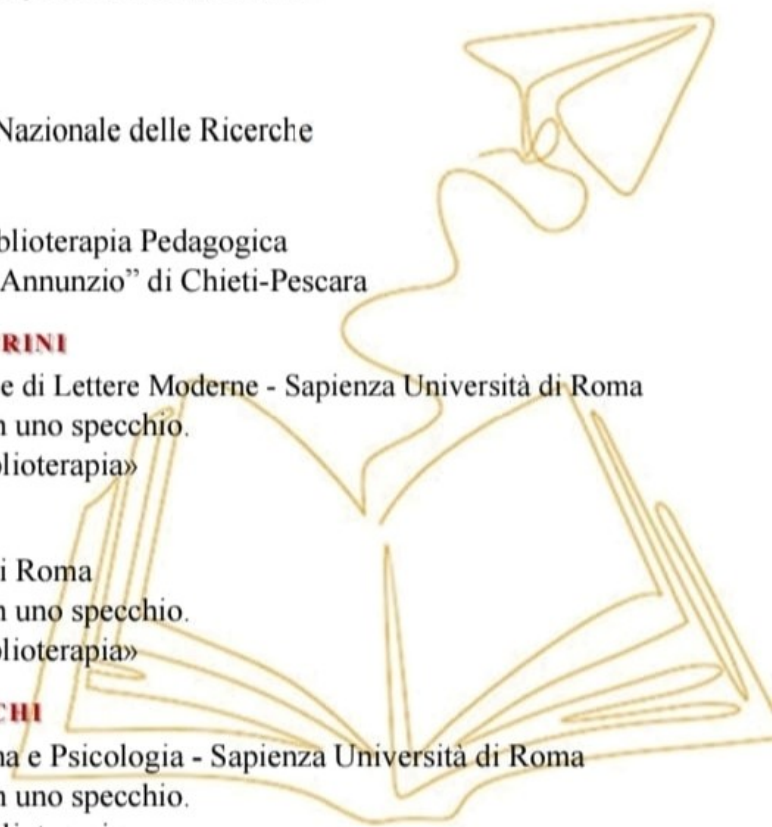 Nazionale delle Ricerche
blioterapia Pedagogica
Annunzio” di Chieti-Pescara
RINI
e di Lettere Moderne - Sapienza Università di Roma
n uno specchio.
lioterapia»
i Roma
n uno specchio.
lioterapia»
CHI
na e Psicologia - Sapienza Università di Roma
n uno specchio.